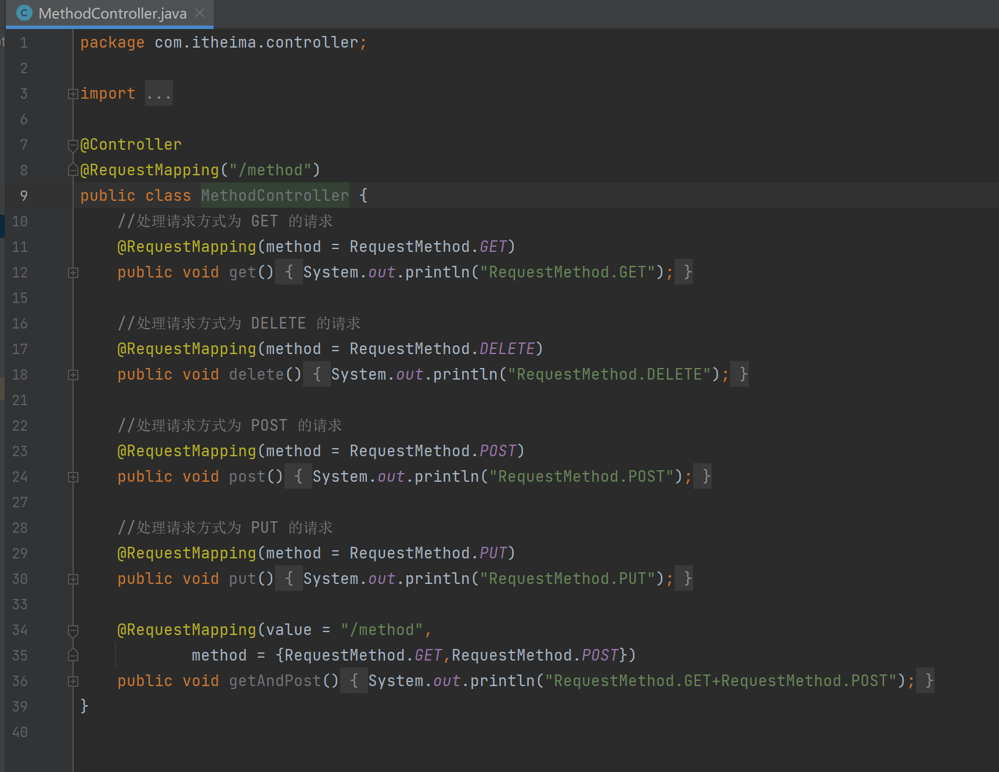 MethodController.java
1 package com.itheima.controller;
2
3 import ...
6
7 @Controller
8 @RequestMapping("/method")
9 public class MethodController {
10 //处理请求方式为 GET 的请求
11 @RequestMapping(method = RequestMethod.GET)
12 public void get() { System.out.println("RequestMethod.GET"); }
15
16 //处理请求方式为 DELETE 的请求
17 @RequestMapping(method = RequestMethod.DELETE)
18 public void delete() { System.out.println("RequestMethod.DELETE"); }
21
22 //处理请求方式为 POST 的请求
23 @RequestMapping(method = RequestMethod.POST)
24 public void post() { System.out.println("RequestMethod.POST"); }
27
28 //处理请求方式为 PUT 的请求
29 @RequestMapping(method = RequestMethod.PUT)
30 public void put() { System.out.println("RequestMethod.PUT"); }
33
34 @RequestMapping(value = "/method",
35 method = {RequestMethod.GET,RequestMethod.POST})
36 public void getAndPost() { System.out.println("RequestMethod.GET+RequestMethod.POST"); }
39 }
40